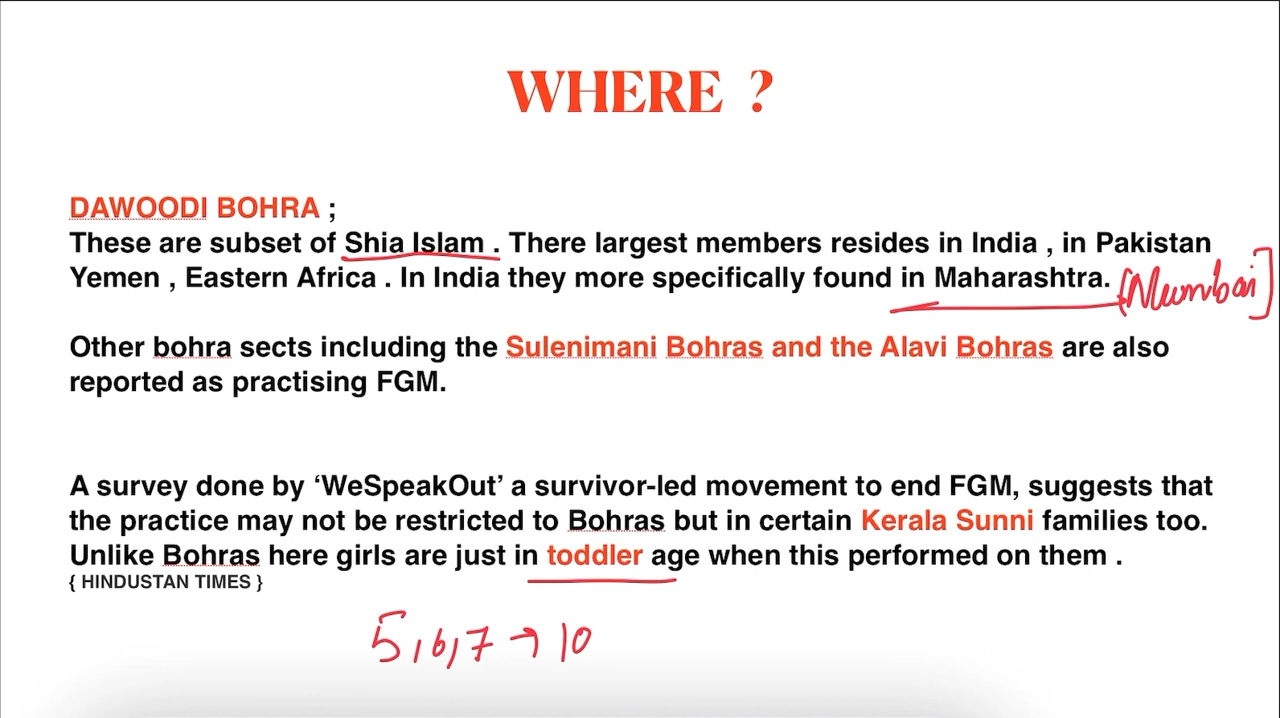 WHERE ?
DAWOODI BOHRA ;
These are subset of Shia Islam . There largest members resides in India , in Pakistan
Yemen , Eastern Africa . In India they more specifically found in Maharashtra. [Mumbai]
Other bohra sects including the Sulenimani Bohras and the Alavi Bohras are also
reported as practising FGM.
A survey done by ‘WeSpeakOut’ a survivor-led movement to end FGM, suggests that
the practice may not be restricted to Bohras but in certain Kerala Sunni families too.
Unlike Bohras here girls are just in toddler age when this performed on them .
{ HINDUSTAN TIMES }
5,6,7 → 10